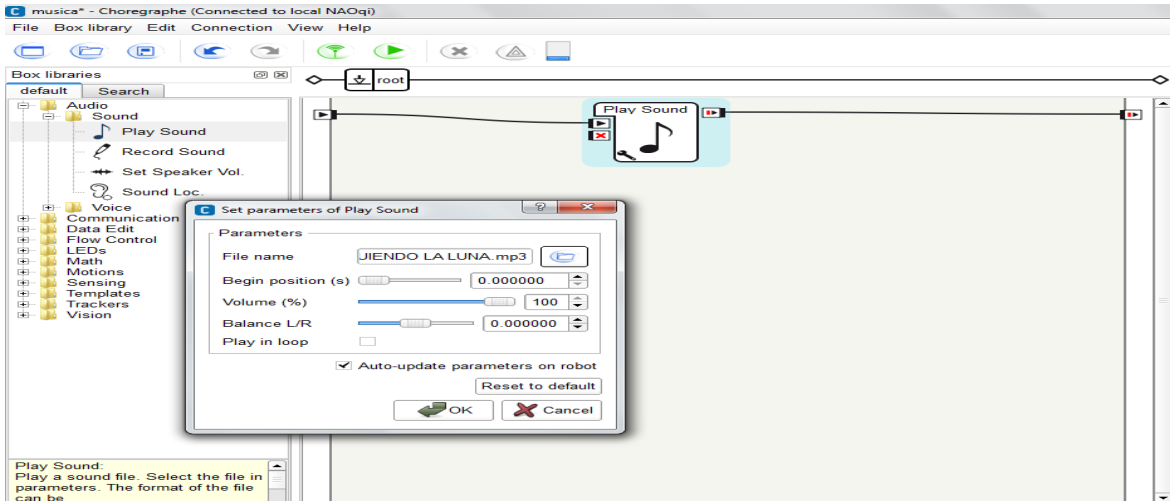 musica* - Choregraphe (Connected to local NAOqi)
File Box library Edit Connection View Help
Box libraries
default Search
Audio
Sound
Play Sound
Record Sound
Set Speaker Vol.
Sound Loc.
Voice
Communication
Data Edit
Flow Control
LEDs
Math
Motions
Sensing
Templates
Trackers
Vision
Play Sound:
Play a sound file. Select the file in
parameters. The format of the file
can be
root
Play Sound
Set parameters of Play Sound
Parameters
File name UIENDO LA LUNA.mp3
Begin position (s) 0.000000
Volume (%) 100
Balance L/R 0.000000
Play in loop
Auto-update parameters on robot
Reset to default
OK Cancel